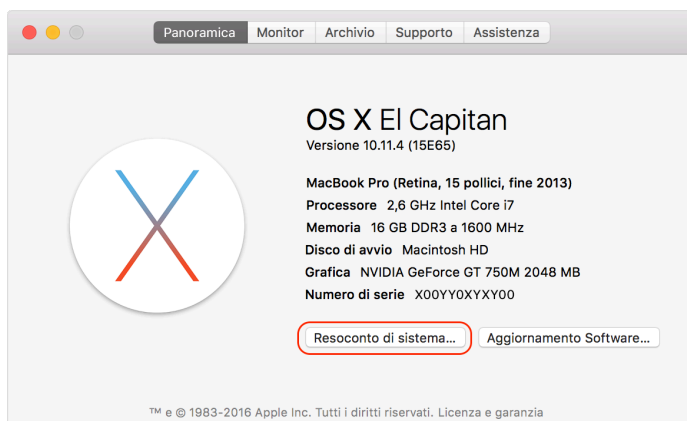 Panoramica Monitor Archivio Supporto Assistenza
OS X El Capitan
Versione 10.11.4 (15E65)
MacBook Pro (Retina, 15 pollici, fine 2013)
Processore 2,6 GHz Intel Core i7
Memoria 16 GB DDR3 a 1600 MHz
Disco di avvio Macintosh HD
Grafica NVIDIA GeForce GT 750M 2048 MB
Numero di serie X00YY0XYXY00
Resoconto di sistema... Aggiornamento Software...
™ e © 1983-2016 Apple Inc. Tutti i diritti riservati. Licenza e garanzia